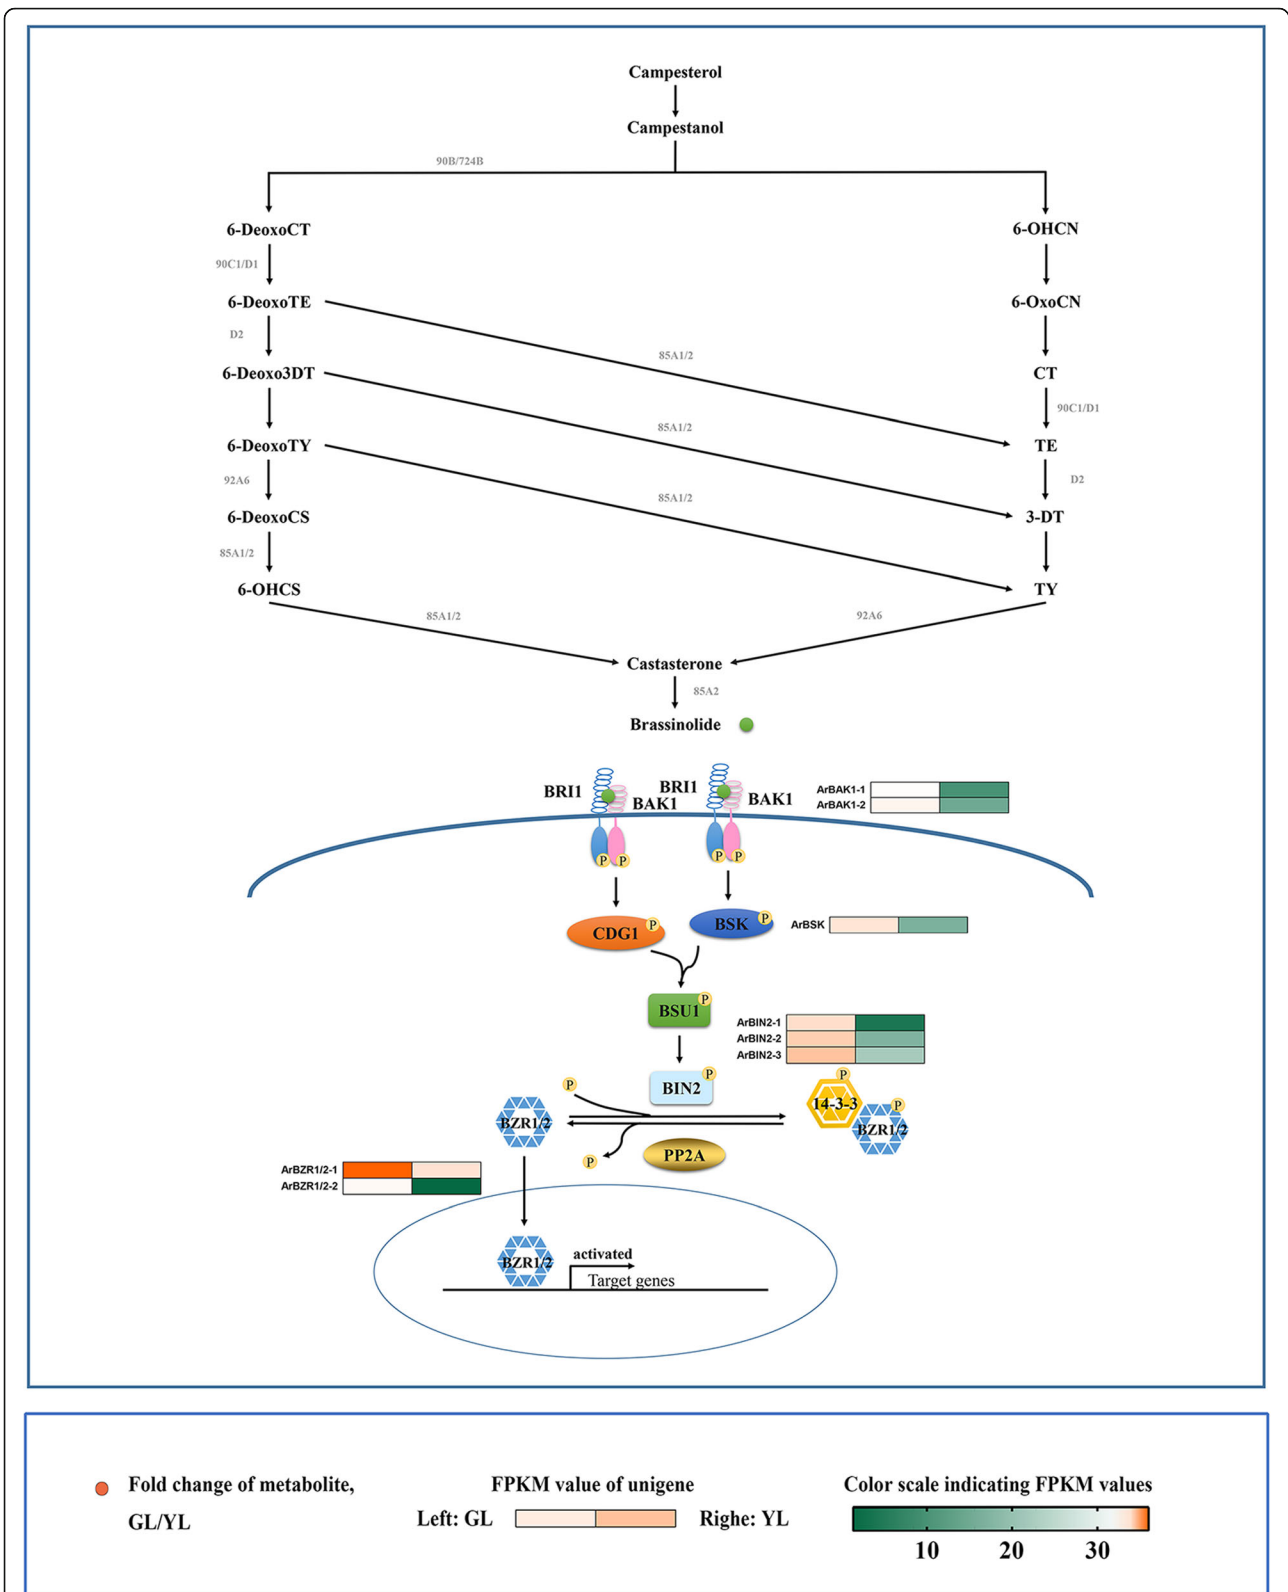 Campesterol
Campestanol
90B/724B
6-DeoxoCT
6-OHCN
90C1/D1
6-DeoxoTE
6-OxoCN
D2
85A1/2
6-Deoxo3DT
CT
90C1/D1
85A1/2
6-DeoxoTY
TE
92A6
D2
85A1/2
6-DeoxoCS
3-DT
85A1/2
6-OHCS
TY
85A1/2
92A6
Castasterone
85A2
Brassinolide
BRI1
BAK1
BRI1
BAK1
ArBAK1-1
ArBAK1-2
P
P
P
P
CDG1
P
BSK
P
ArBSK
BSU1
P
ArBIN2-1
ArBIN2-2
ArBIN2-3
BIN2
P
P
BZR1/2
P
14-3-3
P
BZR1/2
PP2A
P
ArBZR1/2-1
ArBZR1/2-2
BZR1/2
activated
Target genes
Fold change of metabolite,
GL/YL
FPKM value of unigene
Left: GL
Righe: YL
Color scale indicating FPKM values
10 20 30